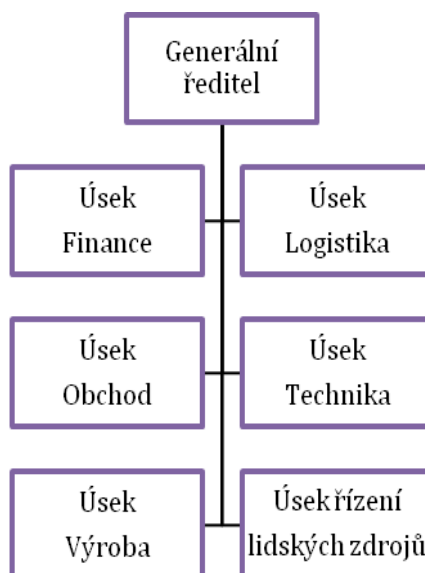 Generální
ředitel
Úsek
Finance
Úsek
Logistika
Úsek
Obchod
Úsek
Technika
Úsek
Výroba
Úsek řízení
lidských zdrojů